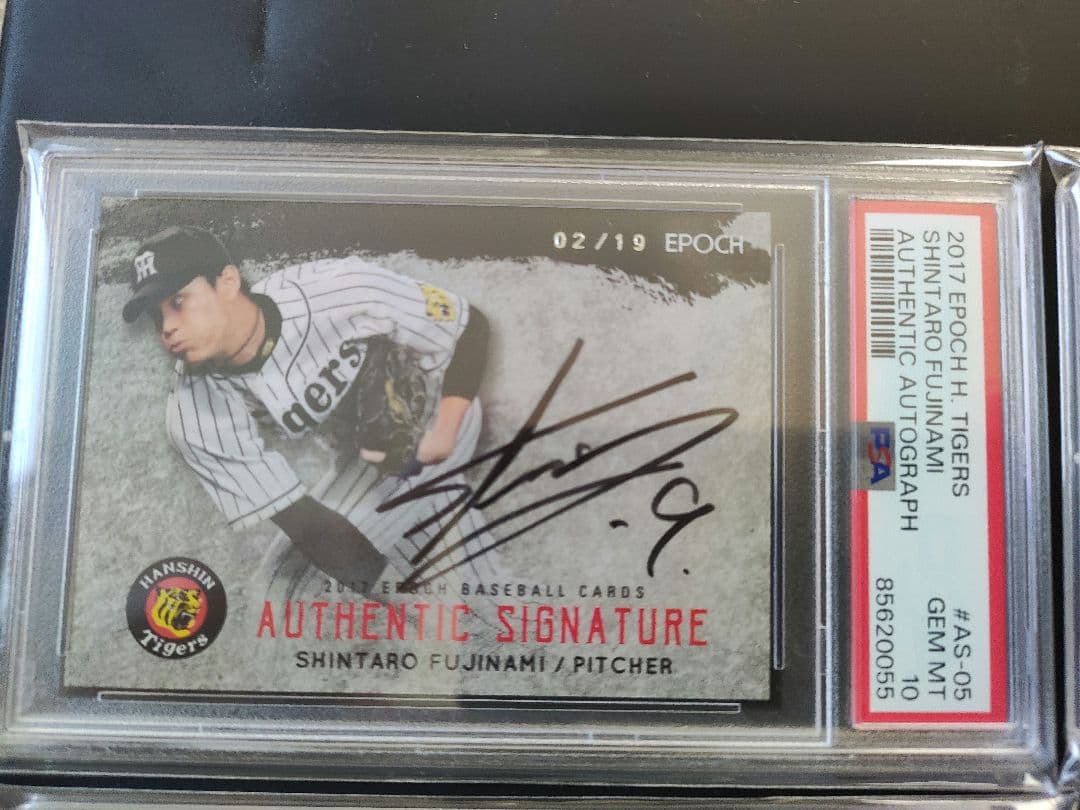 02/19 EPOCH
Tigers
2017 EPOCH BASEBALL CARDS
AUTHENTIC SIGNATURE
SHINTARO FUJINAMI / PITCHER
HANSHIN
Tigers
2017 EPOCH H. TIGERS
SHINTARO FUJINAMI
AUTHENTIC AUTOGRAPH
PSA
#AS-05
GEM MT
10
85620055